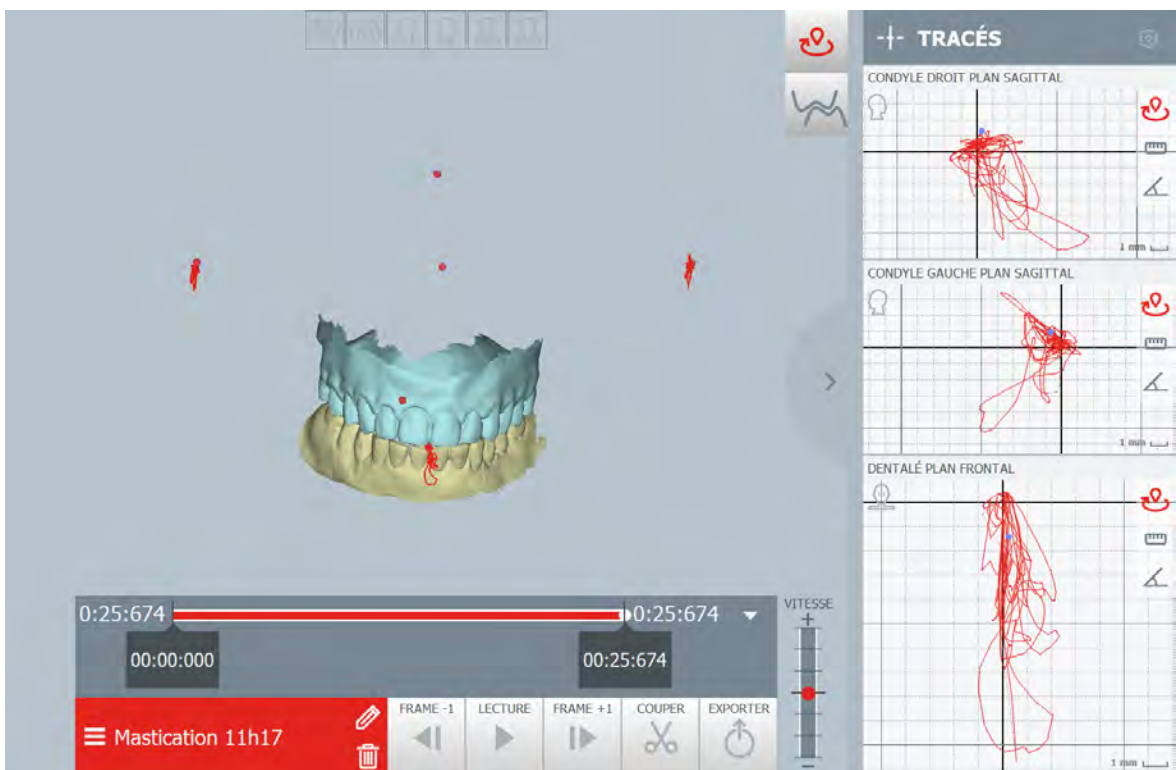 TRACÉS
CONDYLE DROIT PLAN SAGITTAL
1 mm
CONDYLE GAUCHE PLAN SAGITTAL
1 mm
DENTALÉ PLAN FRONTAL
1 mm
0:25:674
0:25:674
00:00:000
00:25:674
VITESSE
+
−
Mastication 11h17
FRAME -1
LECTURE
FRAME +1
COUPER
EXPORTER